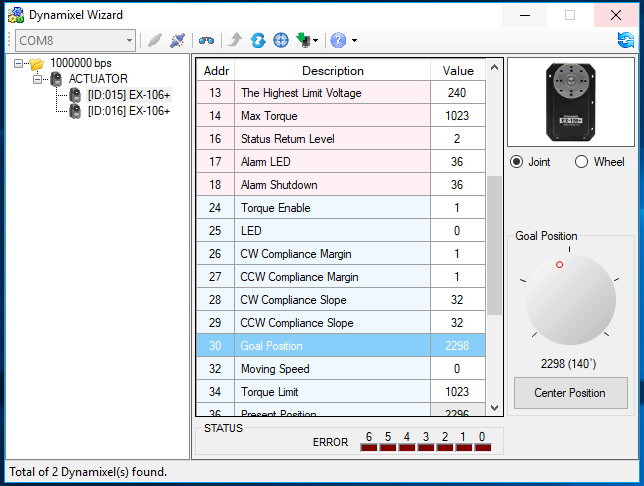 Dynamixel Wizard
COM8
1000000 bps
ACTUATOR
[ID:015] EX-106+
[ID:016] EX-106+
Addr Description Value
13 The Highest Limit Voltage 240
14 Max Torque 1023
16 Status Return Level 2
17 Alarm LED 36
18 Alarm Shutdown 36
24 Torque Enable 1
25 LED 0
26 CW Compliance Margin 1
27 CCW Compliance Margin 1
28 CW Compliance Slope 32
29 CCW Compliance Slope 32
30 Goal Position 2298
32 Moving Speed 0
34 Torque Limit 1023
36 Present Position 2296
EX-106+
Joint Wheel
Goal Position
2298 (140˚)
Center Position
STATUS
ERROR 6 5 4 3 2 1 0
Total of 2 Dynamixel(s) found.